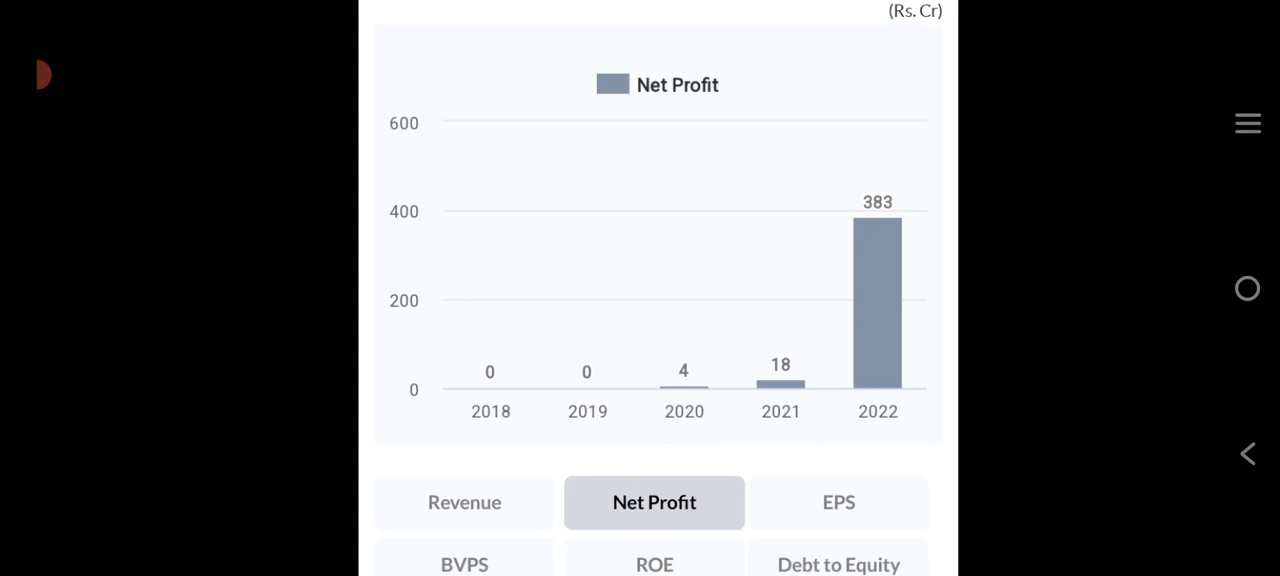 (Rs. Cr)
Net Profit
600
400
200
0
0
0
4
18
383
2018 2019 2020 2021 2022
Revenue Net Profit EPS
BVPS ROE Debt to Equity